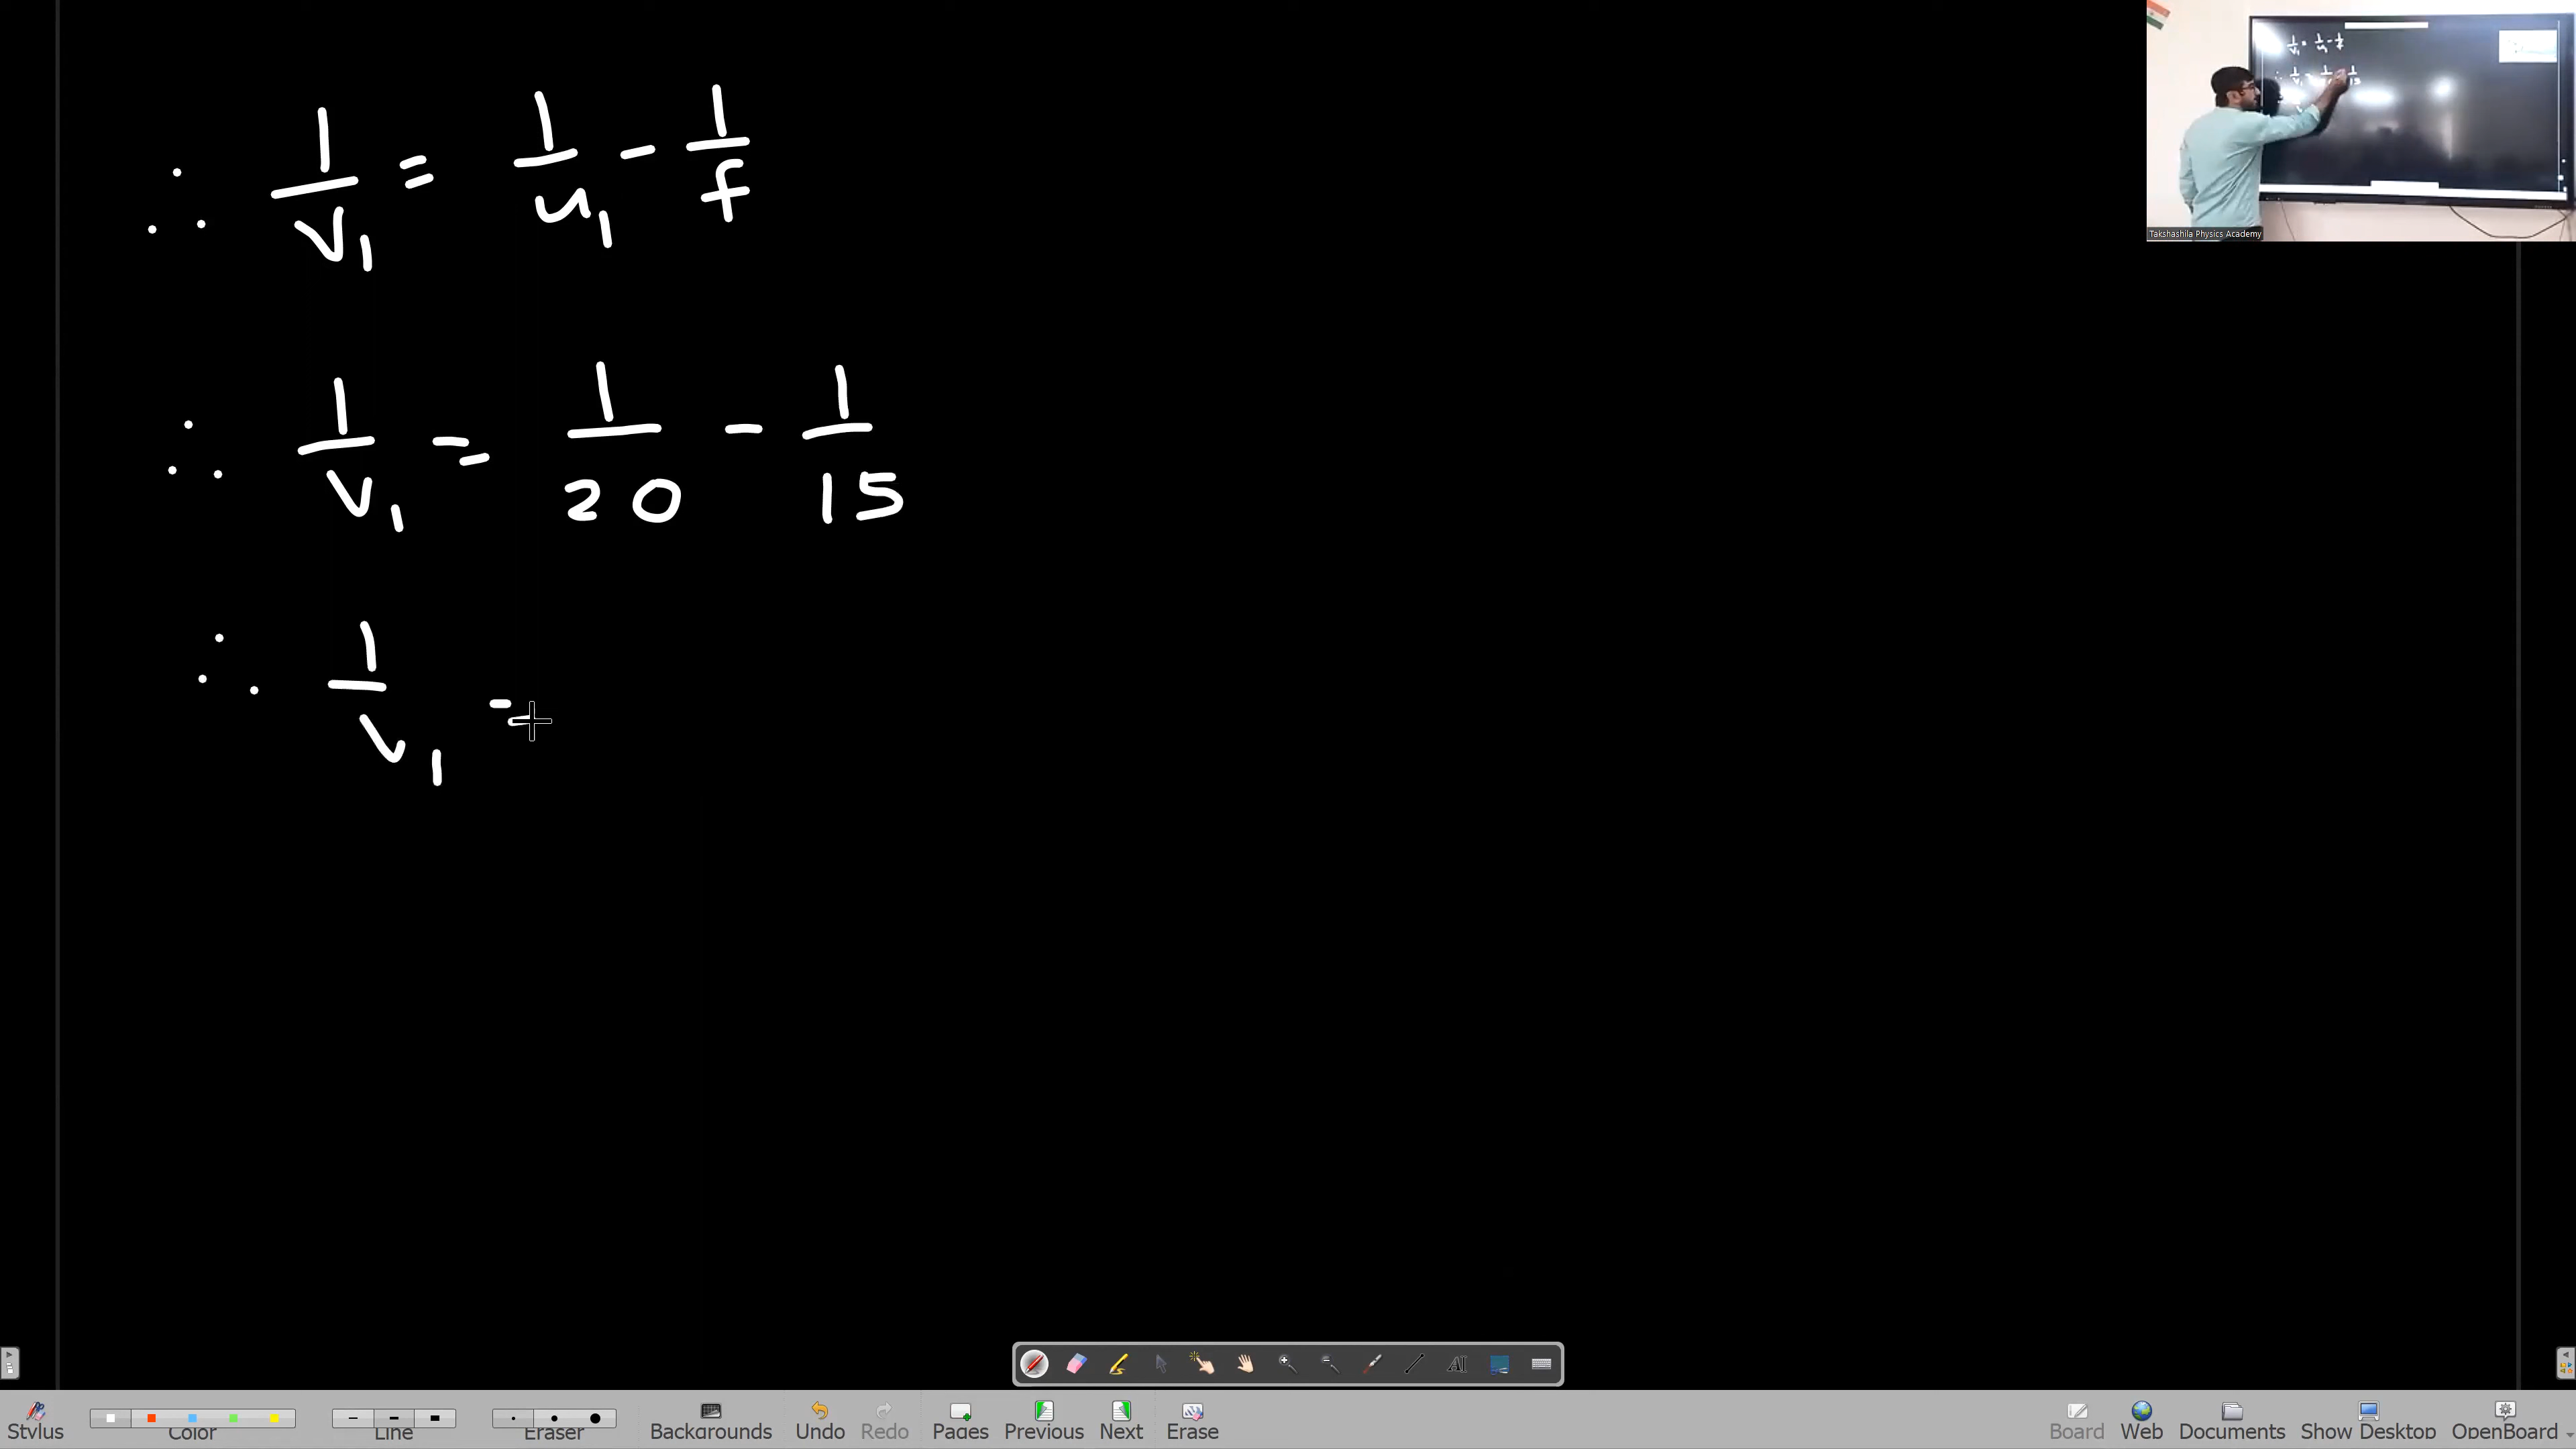 ∴ 1/v₁ = 1/u₁ - 1/f
Takshashila Physics Academy
∴ 1/v₁ = 1/20 - 1/15
∴ 1/v₁ =
Stylus Color Line Eraser Backgrounds Undo Redo Pages Previous Next Erase Board Web Documents Show Desktop OpenBoard